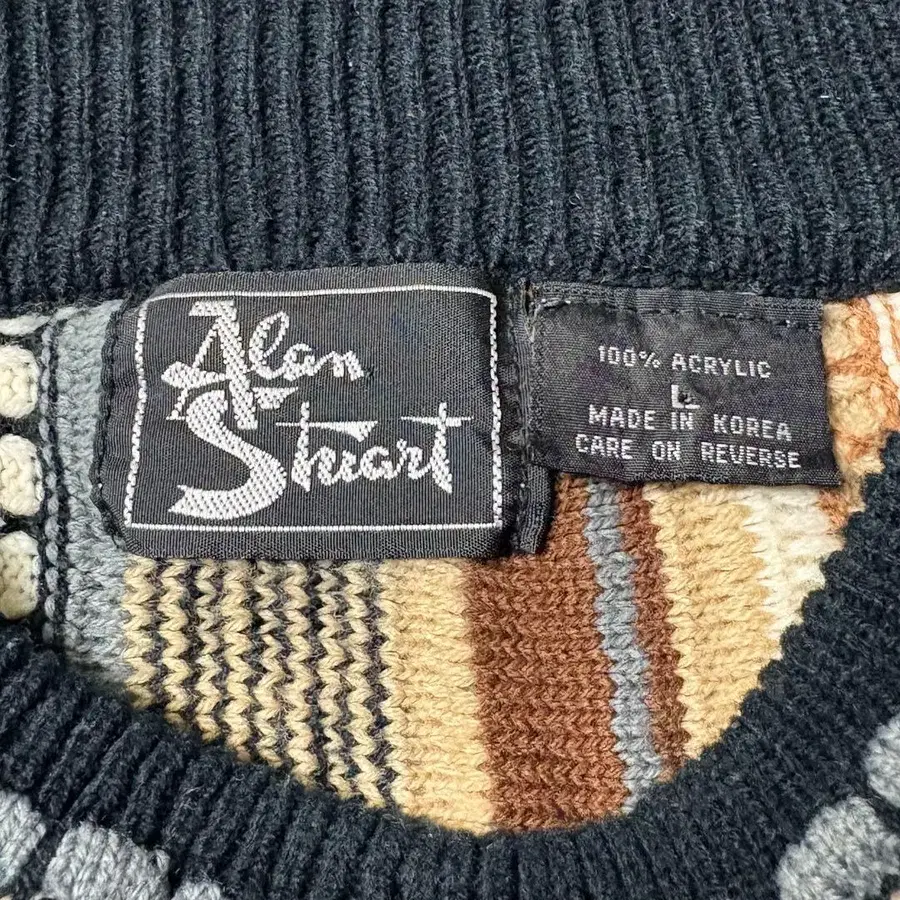 Alan
Stuart
100% ACRYLIC
L
MADE IN KOREA
CARE ON REVERSE